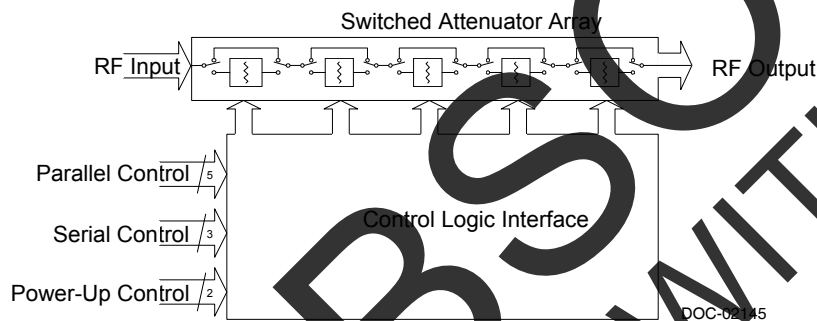 Switched Attenuator Array
RF Input
RF Output
Parallel Control
5
Serial Control
3
Control Logic Interface
Power-Up Control
2
DOC-02145